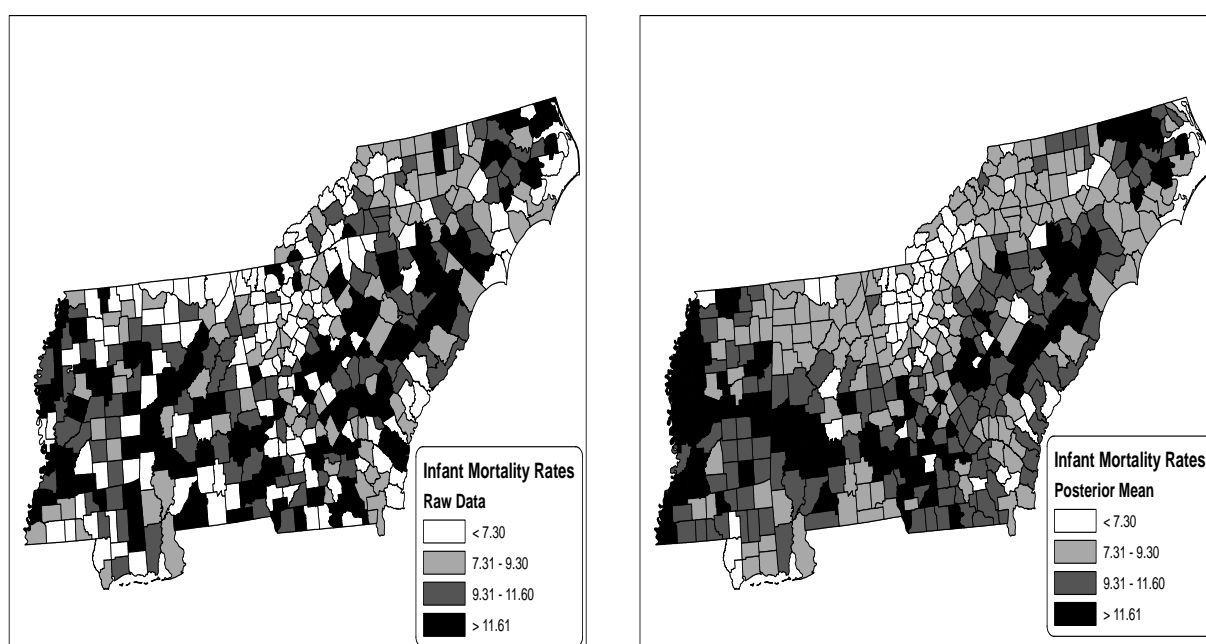 Infant Mortality Rates
Raw Data
< 7.30
7.31 - 9.30
9.31 - 11.60
> 11.61
Infant Mortality Rates
Posterior Mean
< 7.30
7.31 - 9.30
9.31 - 11.60
> 11.61